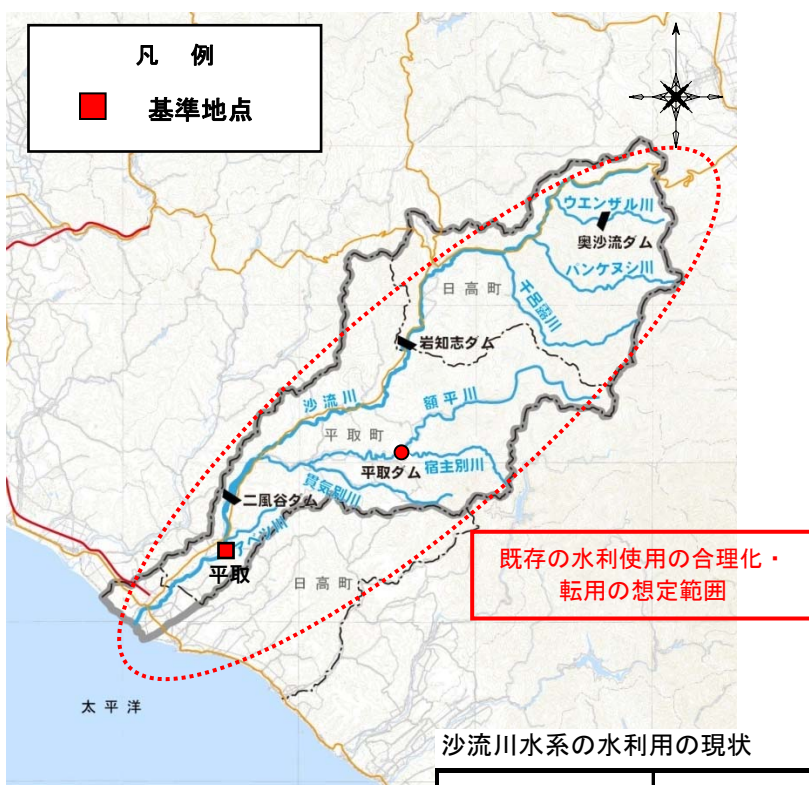 凡 例
基準地点
ウエンザル川
奥沙流ダム
パンケヌシ川
日高町
千呂露川
岩知志ダム
沙流川
額平川
平取町
平取ダム
宿主別川
貫気別川
二風谷ダム
平取
日高町
既存の水利使用の合理化・
転用の想定範囲
太平洋
沙流川水系の水利用の現状